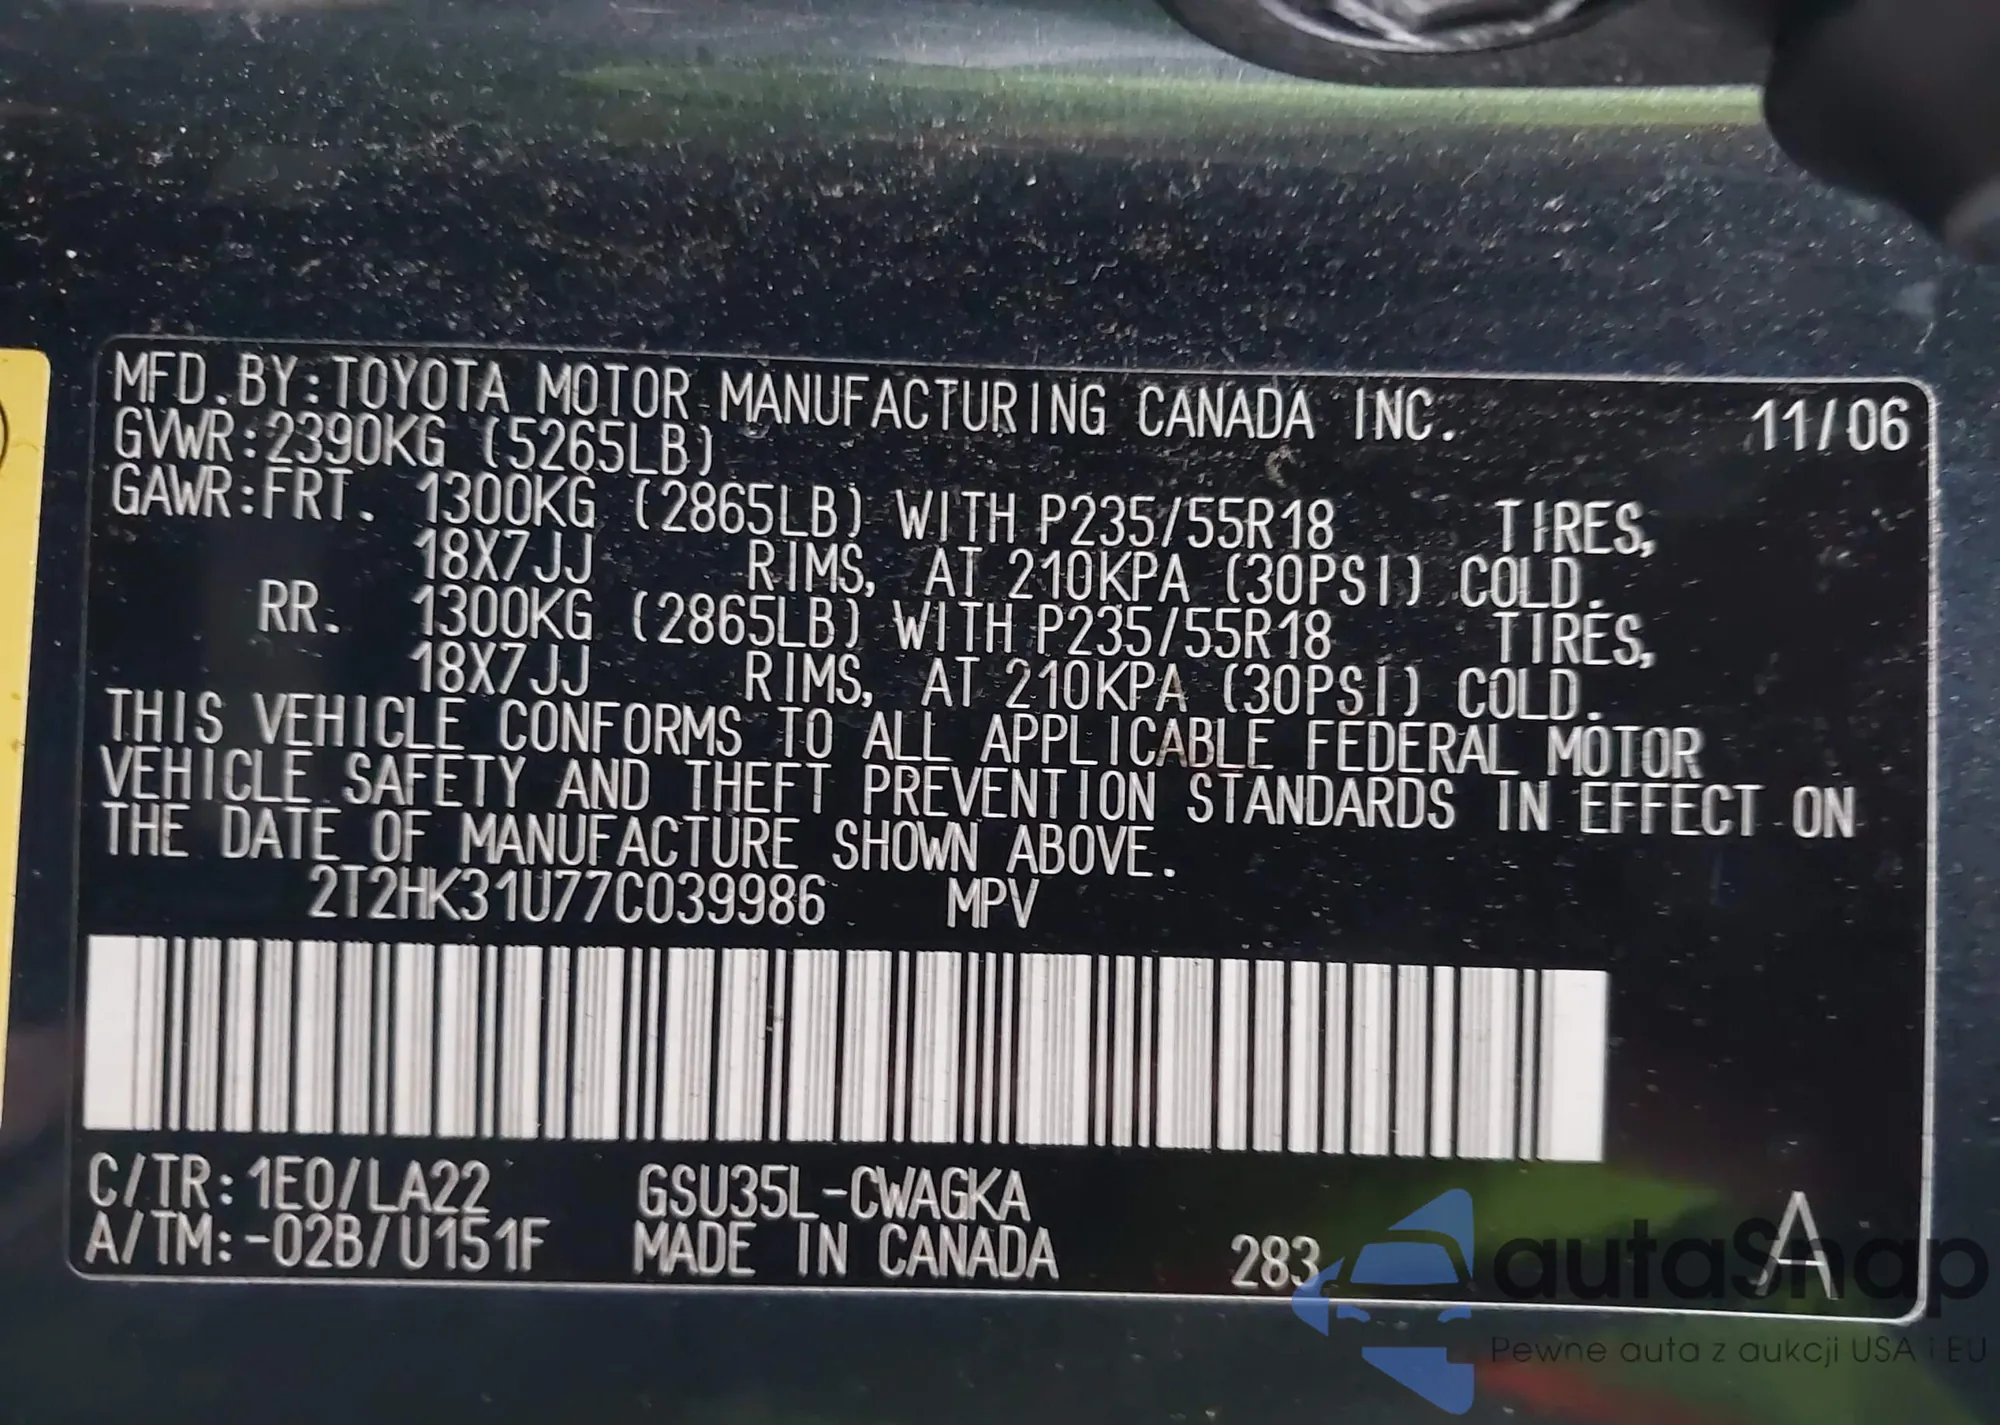 MFD.BY:TOYOTA MOTOR MANUFACTURING CANADA INC. 11/06
GVWR:2390KG (5265LB)
GAWR:FRT. 1300KG (2865LB) WITH P235/55R18 TIRES,
18X7JJ RIMS, AT 210KPA (30PSI) COLD.
RR. 1300KG (2865LB) WITH P235/55R18 TIRES,
18X7JJ RIMS, AT 210KPA (30PSI) COLD.
THIS VEHICLE CONFORMS TO ALL APPLICABLE FEDERAL MOTOR
VEHICLE SAFETY AND THEFT PREVENTION STANDARDS IN EFFECT ON
THE DATE OF MANUFACTURE SHOWN ABOVE.
2T2HK31U77C039986 MPV
C/TR:1E0/LA22 GSU35L-CWAGKA
A/TM:-02B/U151F MADE IN CANADA 283 A
autaSnap
Pewne auta z aukcji USA i EU